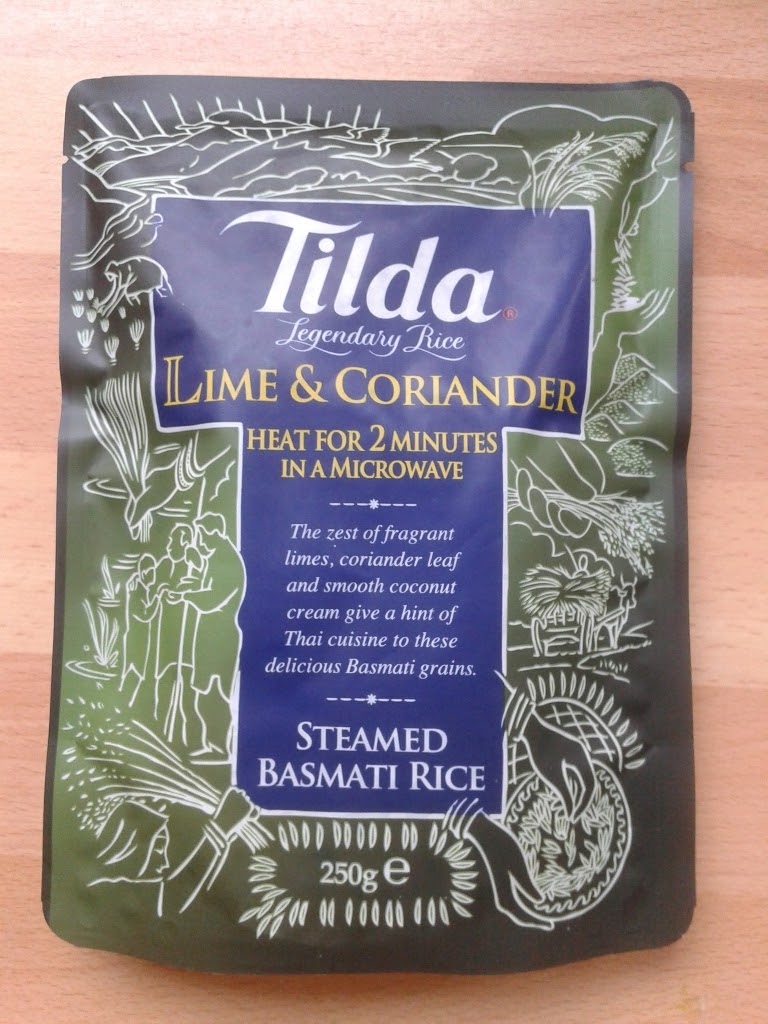 Tilda®
Legendary Rice
LIME & CORIANDER
HEAT FOR 2 MINUTES
IN A MICROWAVE
The zest of fragrant
limes, coriander leaf
and smooth coconut
cream give a hint of
Thai cuisine to these
delicious Basmati grains.
STEAMED
BASMATI RICE
250g ℮